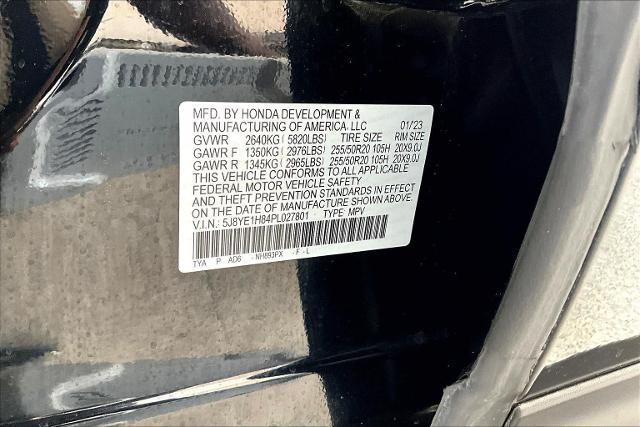 MFD. BY HONDA DEVELOPMENT &
MANUFACTURING OF AMERICA, LLC 01/23
GVWR 2640KG ( 5820LBS) TIRE SIZE RIM SIZE
GAWR F 1350KG ( 2976LBS) 255/50R20 105H 20X9.0J
GAWR R 1345KG ( 2965LBS) 255/50R20 105H 20X9.0J
THIS VEHICLE CONFORMS TO ALL APPLICABLE
FEDERAL MOTOR VEHICLE SAFETY
AND THEFT PREVENTION STANDARDS IN EFFECT
ON THE DATE OF MANUFACTURE SHOWN ABOVE.
V.I.N.: 5J8YE1H84PL027801 TYPE MPV
TYA P AD6 - NH893PX - F - L